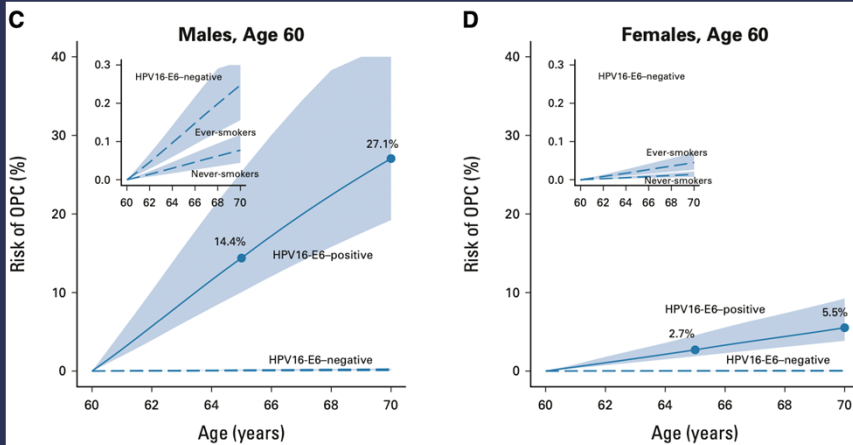 C
Males, Age 60
Risk of OPC (%)
40
30
20
10
0
0.3
0.2
0.1
0.0
HPV16-E6–negative
Ever-smokers
Never-smokers
60 62 64 66 68 70
27.1%
14.4%
HPV16-E6–positive
HPV16-E6–negative
60 62 64 66 68 70
Age (years)
D
Females, Age 60
Risk of OPC (%)
40
30
20
10
0
0.3
0.2
0.1
0.0
HPV16-E6–negative
Ever-smokers
Never-smokers
60 62 64 66 68 70
HPV16-E6–positive
5.5%
2.7%
HPV16-E6–negative
60 62 64 66 68 70
Age (years)